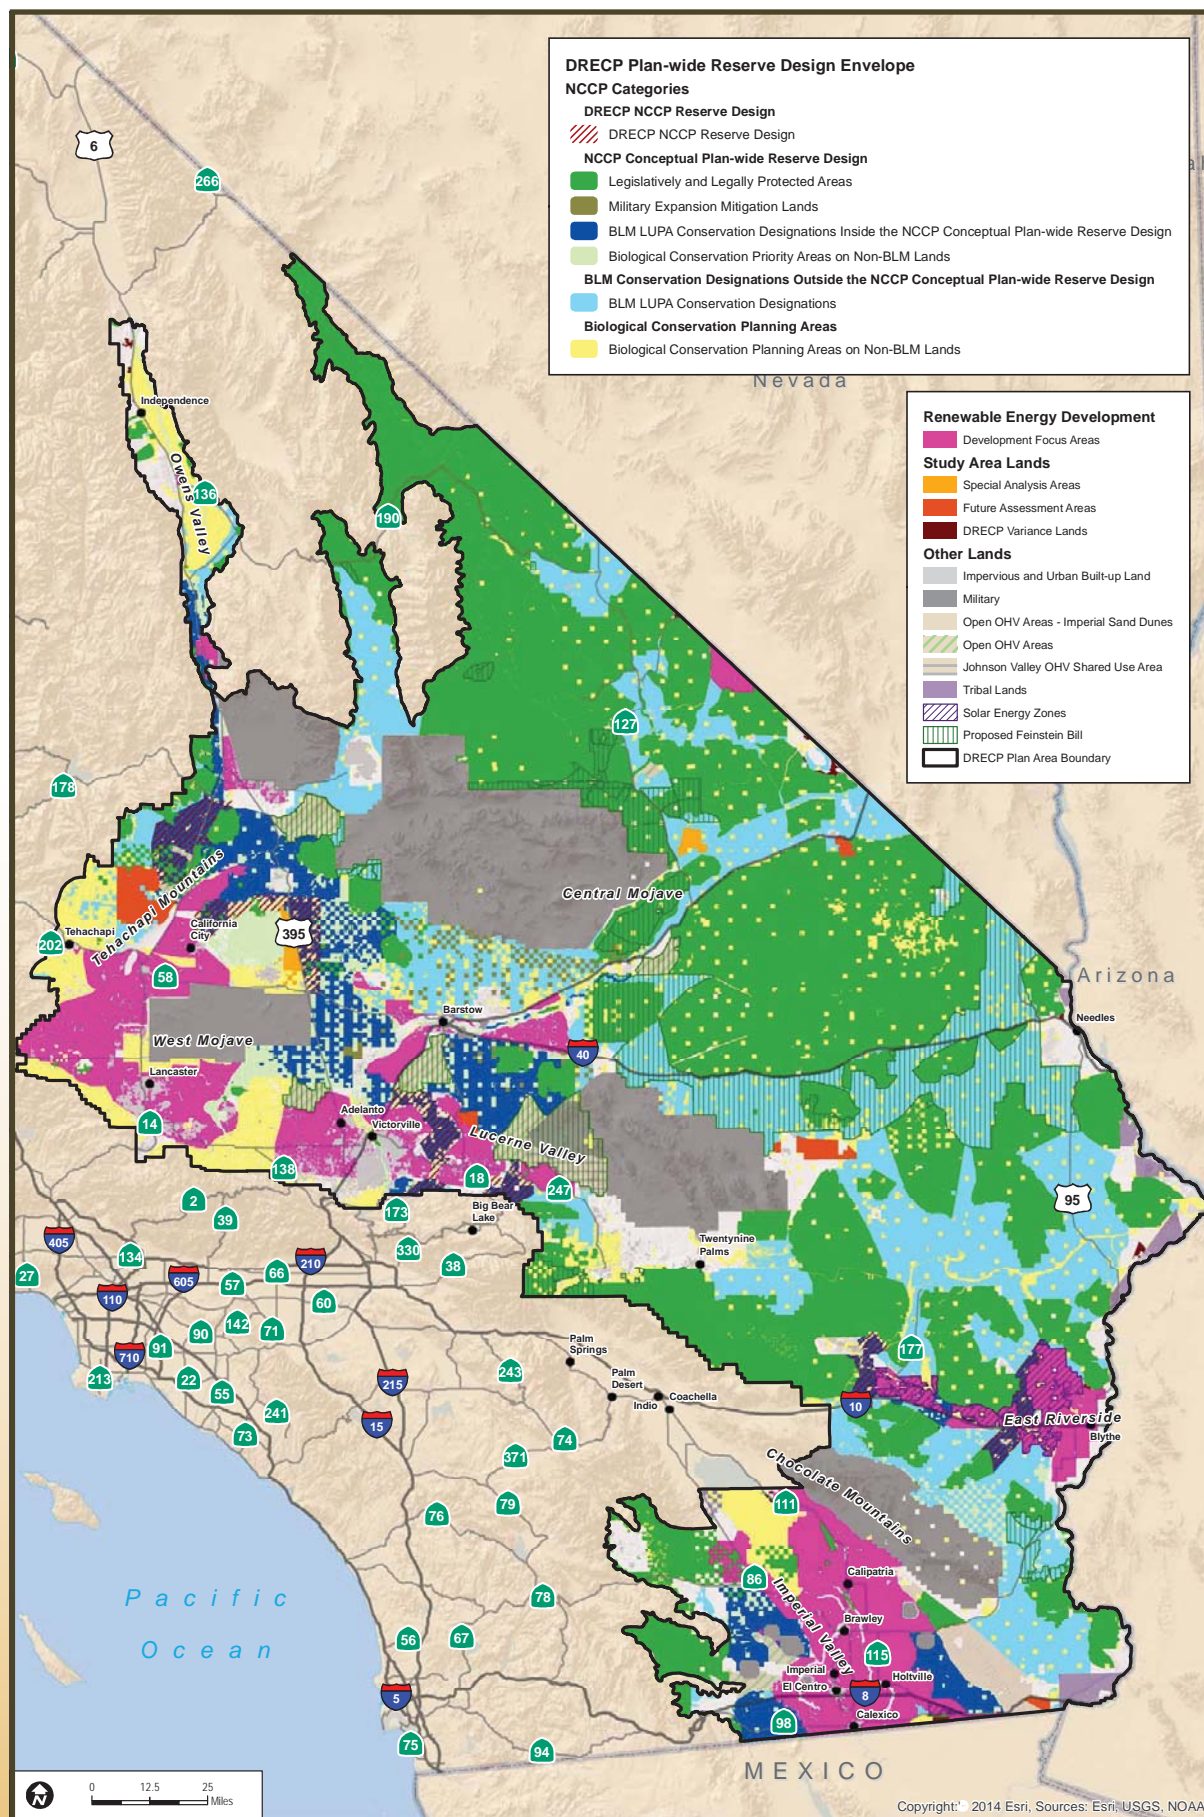 DRECP Plan-wide Reserve Design Envelope
NCCP Categories
DRECP NCCP Reserve Design
DRECP NCCP Reserve Design
NCCP Conceptual Plan-wide Reserve Design
Legislatively and Legally Protected Areas
Military Expansion Mitigation Lands
BLM LUPA Conservation Designations Inside the NCCP Conceptual Plan-wide Reserve Design
Biological Conservation Priority Areas on Non-BLM Lands
BLM Conservation Designations Outside the NCCP Conceptual Plan-wide Reserve Design
BLM LUPA Conservation Designations
Biological Conservation Planning Areas
Biological Conservation Planning Areas on Non-BLM Lands
Renewable Energy Development
Development Focus Areas
Study Area Lands
Special Analysis Areas
Future Assessment Areas
DRECP Variance Lands
Other Lands
Impervious and Urban Built-up Land
Military
Open OHV Areas - Imperial Sand Dunes
Open OHV Areas
Johnson Valley OHV Shared Use Area
Tribal Lands
Solar Energy Zones
Proposed Feinstein Bill
DRECP Plan Area Boundary
6
266
Nevada
Independence
Owens Valley
136
190
127
178
Tehachapi Mountains
Central Mojave
California
City
395
Tehachapi
202
58
Arizona
Barstow
Needles
West Mojave
40
Lancaster
14
Adelanto
Victorville
Lucerne Valley
138
18
247
95
2
173
Big Bear
Lake
39
405
Twentynine
Palms
134
330
210
38
27
605
57
66
110
60
142
90
71
91
710
Palm
Springs
177
213
22
243
55
215
Palm
Desert
Coachella
Indio
10
241
15
East Riverside
73
74
Blythe
371
Chocolate Mountains
79
111
76
86
Calipatria
Pacific
78
Imperial Valley
Brawley
Ocean
56
67
115
Imperial
Holtville
El Centro
8
5
98
Calexico
75
94
MEXICO
0 12.5 25
Miles
N
Copyright:© 2014 Esri, Sources: Esri, USGS, NOAA